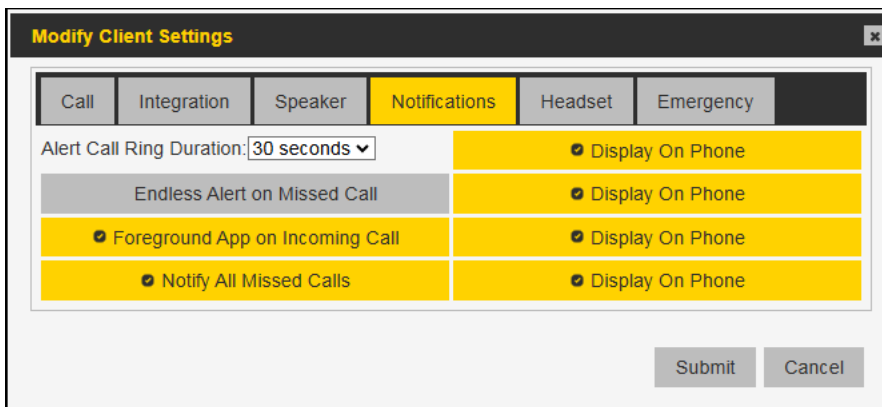 Modify Client Settings
Call Integration Speaker Notifications Headset Emergency
Alert Call Ring Duration: 30 seconds Display On Phone
Endless Alert on Missed Call Display On Phone
Foreground App on Incoming Call Display On Phone
Notify All Missed Calls Display On Phone
Submit Cancel